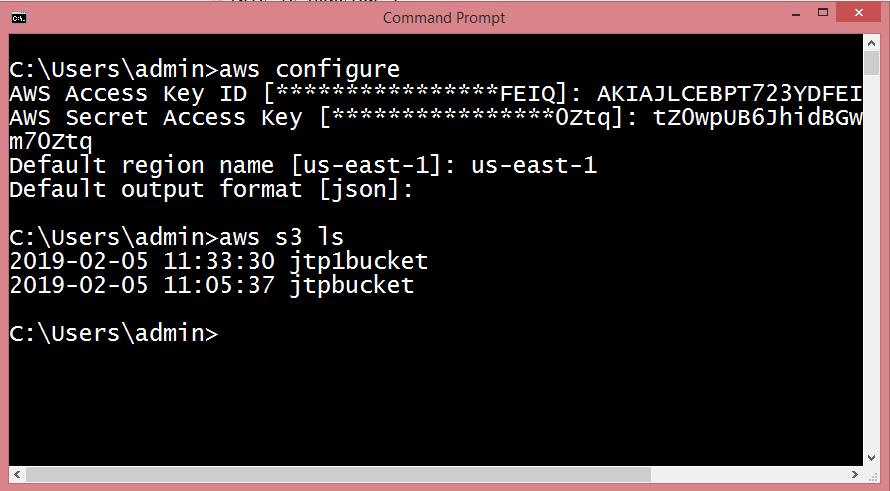 Command Prompt
C:\Users\admin>aws configure
AWS Access Key ID [****************FEIQ]: AKIAJLCEBPT723YDFEI
AWS Secret Access Key [****************OZtq]: tZOwpUB6JhidBGw
m7OZtq
Default region name [us-east-1]: us-east-1
Default output format [json]:
C:\Users\admin>aws s3 ls
2019-02-05 11:33:30 jtp1bucket
2019-02-05 11:05:37 jtpbucket
C:\Users\admin>